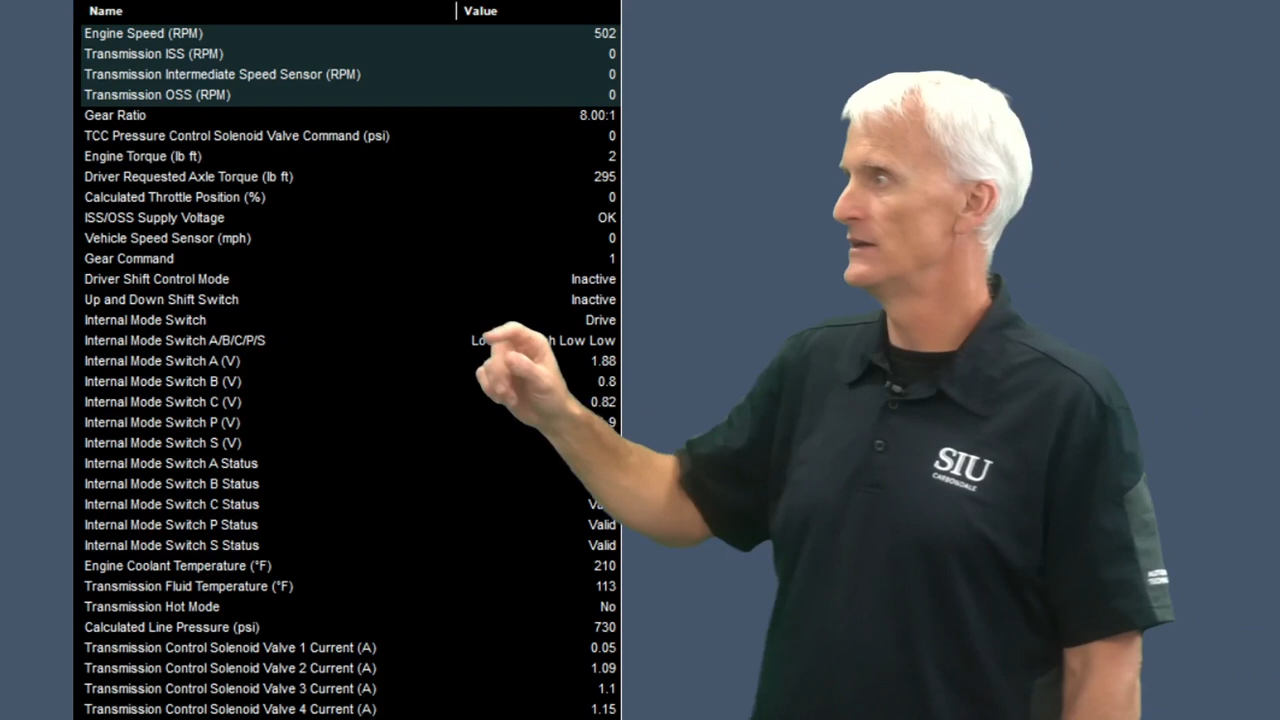 Name Value
Engine Speed (RPM) 502
Transmission ISS (RPM) 0
Transmission Intermediate Speed Sensor (RPM) 0
Transmission OSS (RPM) 0
Gear Ratio 8.00:1
TCC Pressure Control Solenoid Valve Command (psi) 0
Engine Torque (lb ft) 2
Driver Requested Axle Torque (lb ft) 295
Calculated Throttle Position (%) 0
ISS/OSS Supply Voltage OK
Vehicle Speed Sensor (mph) 0
Gear Command 1
Driver Shift Control Mode Inactive
Up and Down Shift Switch Inactive
Internal Mode Switch Drive
Internal Mode Switch A/B/C/P/S Low Low
Internal Mode Switch A (V) 1.88
Internal Mode Switch B (V) 0.8
Internal Mode Switch C (V) 0.82
Internal Mode Switch P (V) 9
Internal Mode Switch S (V)
Internal Mode Switch A Status
Internal Mode Switch B Status
Internal Mode Switch C Status
Internal Mode Switch P Status Valid
Internal Mode Switch S Status Valid
Engine Coolant Temperature (°F) 210
Transmission Fluid Temperature (°F) 113
Transmission Hot Mode No
Calculated Line Pressure (psi) 730
Transmission Control Solenoid Valve 1 Current (A) 0.05
Transmission Control Solenoid Valve 2 Current (A) 1.09
Transmission Control Solenoid Valve 3 Current (A) 1.1
Transmission Control Solenoid Valve 4 Current (A) 1.15
SIU
CARBONDALE